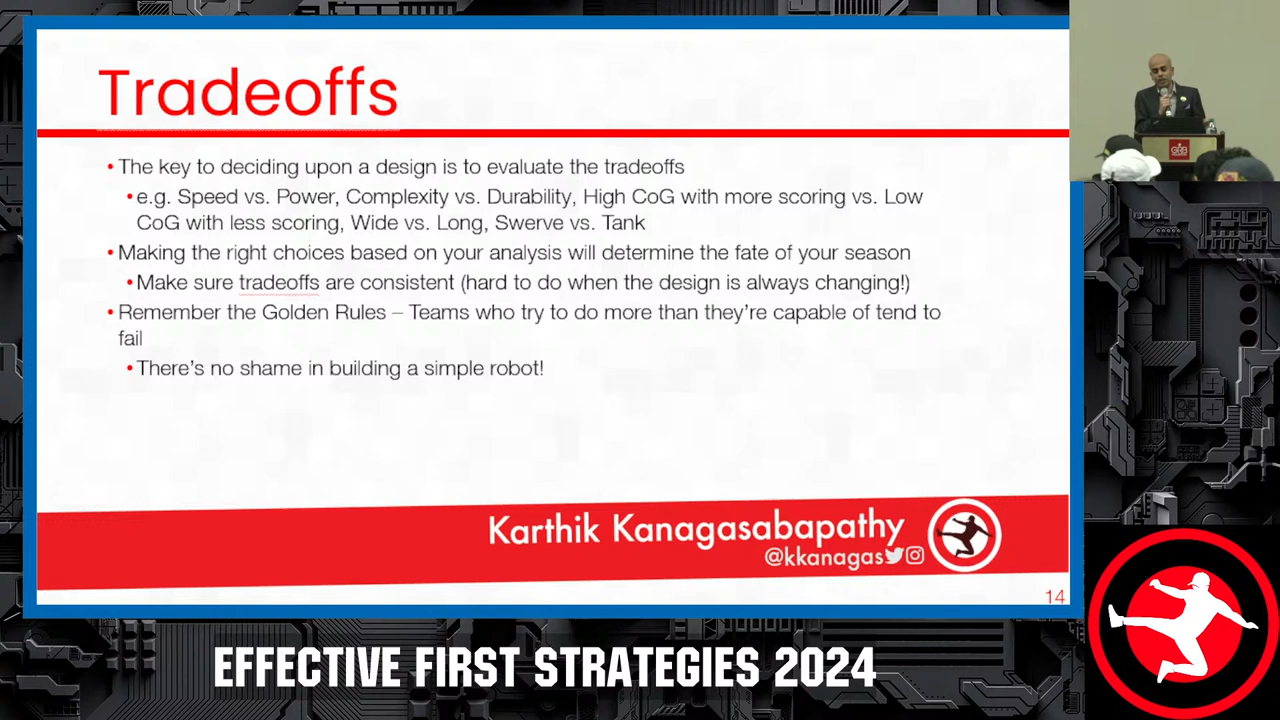 Tradeoffs
• The key to deciding upon a design is to evaluate the tradeoffs
• e.g. Speed vs. Power, Complexity vs. Durability, High CoG with more scoring vs. Low
CoG with less scoring, Wide vs. Long, Swerve vs. Tank
• Making the right choices based on your analysis will determine the fate of your season
• Make sure tradeoffs are consistent (hard to do when the design is always changing!)
• Remember the Golden Rules – Teams who try to do more than they're capable of tend to
fail
• There's no shame in building a simple robot!
Karthik Kanagasabapathy
@kkanagas
14
GRB
EFFECTIVE FIRST STRATEGIES 2024